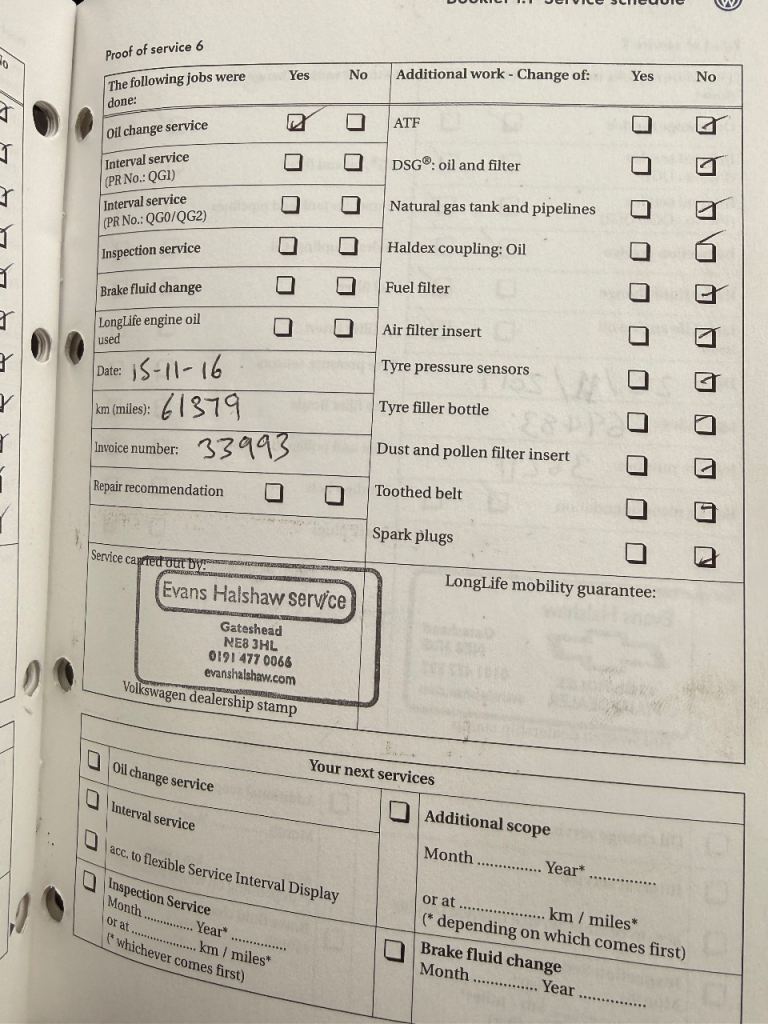 Booklet 1.1 Service schedule
Proof of service 6
The following jobs were done:
Yes No
Oil change service
Interval service
(PR No.: QG1)
Interval service
(PR No.: QG0/QG2)
Inspection service
Brake fluid change
LongLife engine oil
used
Date: 15-11-16
km (miles): 61379
Invoice number: 33993
Repair recommendation
Service carried out by:
Evans Halshaw service
Gateshead
NE8 3HL
0191 477 0066
evanshalshaw.com
Volkswagen dealership stamp
Additional work - Change of: Yes No
ATF
DSG®: oil and filter
Natural gas tank and pipelines
Haldex coupling: Oil
Fuel filter
Air filter insert
Tyre pressure sensors
Tyre filler bottle
Dust and pollen filter insert
Toothed belt
Spark plugs
LongLife mobility guarantee:
Your next services
Oil change service
Interval service
acc. to flexible Service Interval Display
Inspection Service
Month .............. Year* ...............
or at .................. km / miles*
(* whichever comes first)
Additional scope
Month .............. Year* ...............
or at .................... km / miles*
(* depending on which comes first)
Brake fluid change
Month .............. Year ...............